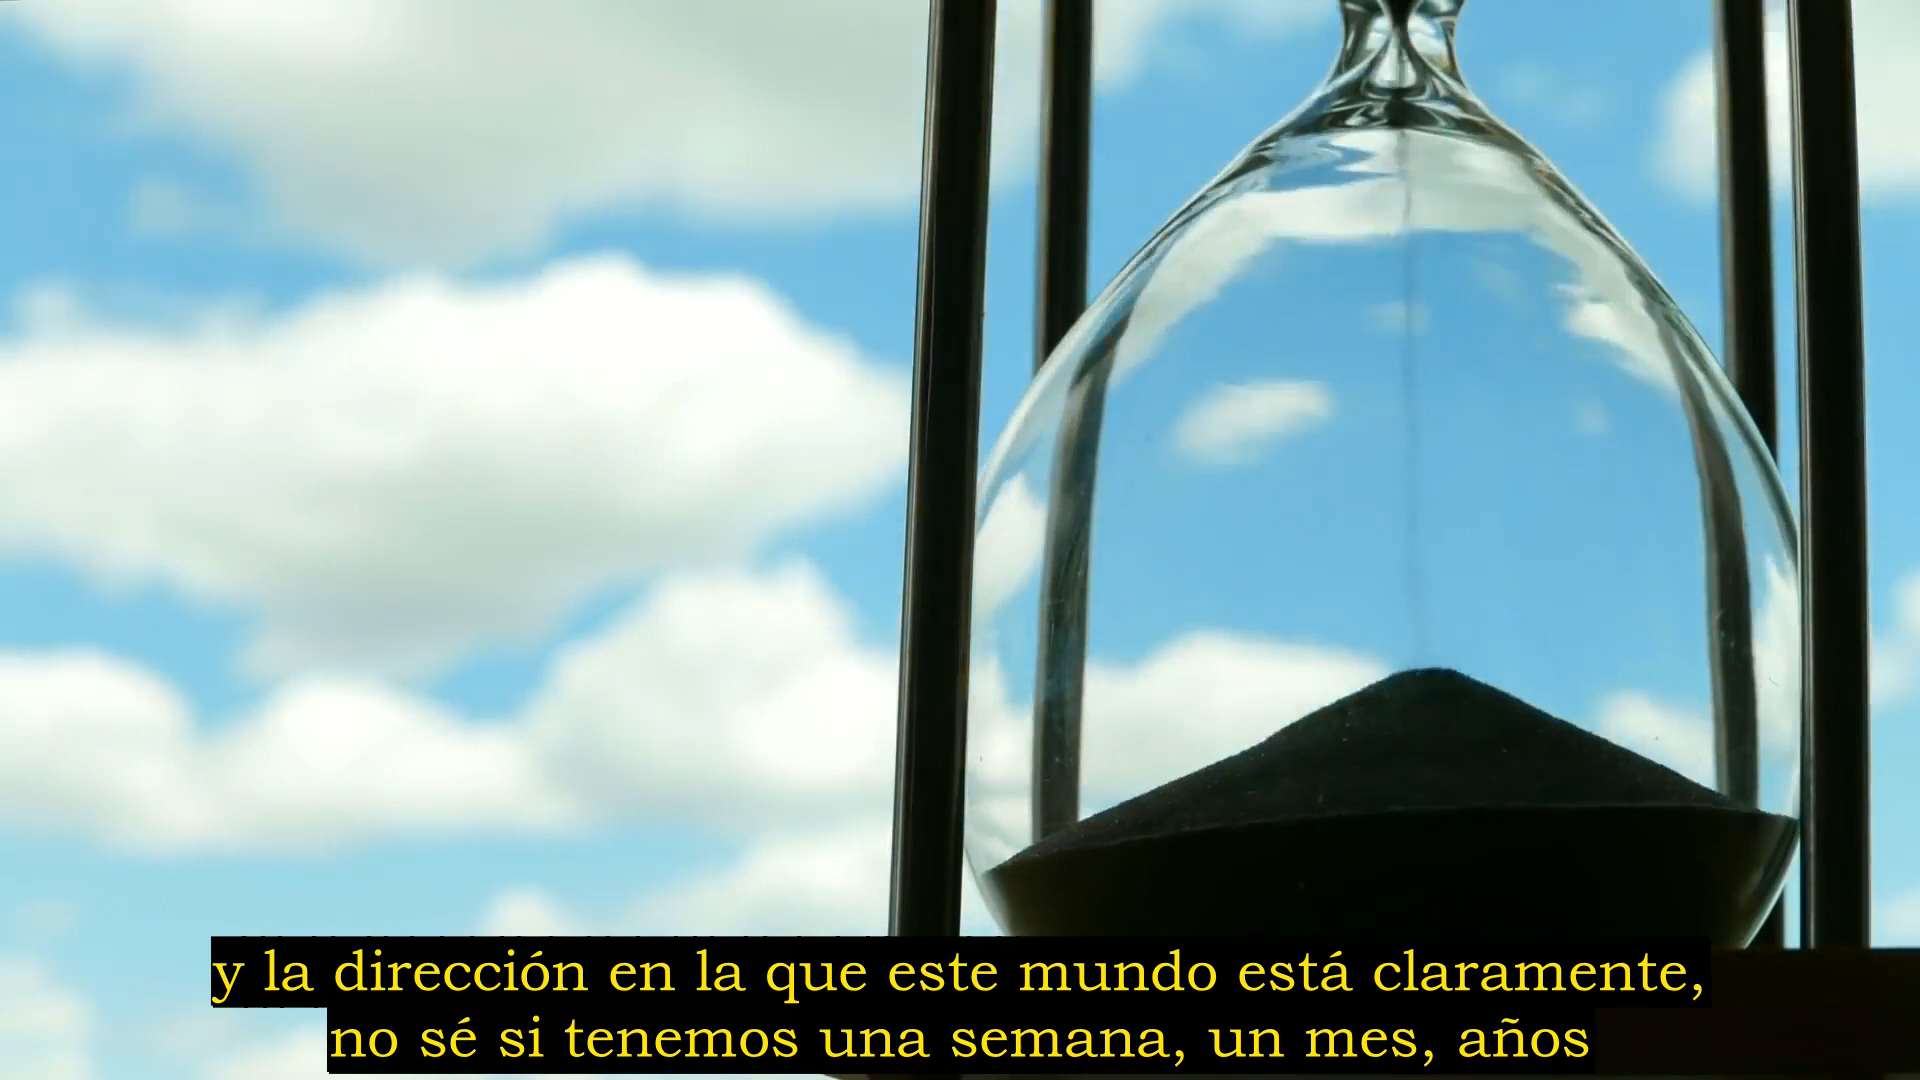 y la dirección en la que este mundo está claramente,
no sé si tenemos una semana, un mes, años